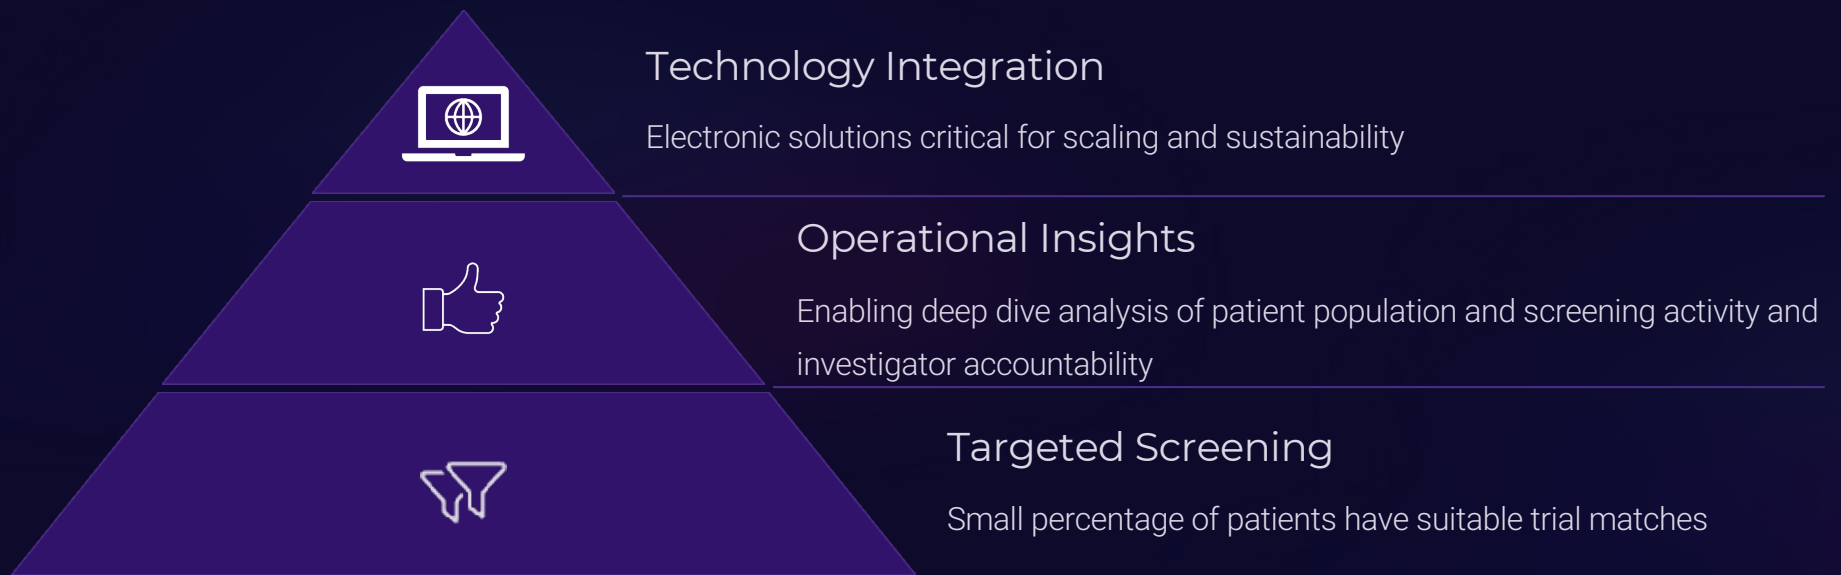 Technology Integration
Electronic solutions critical for scaling and sustainability
Operational Insights
Enabling deep dive analysis of patient population and screening activity and
investigator accountability
Targeted Screening
Small percentage of patients have suitable trial matches